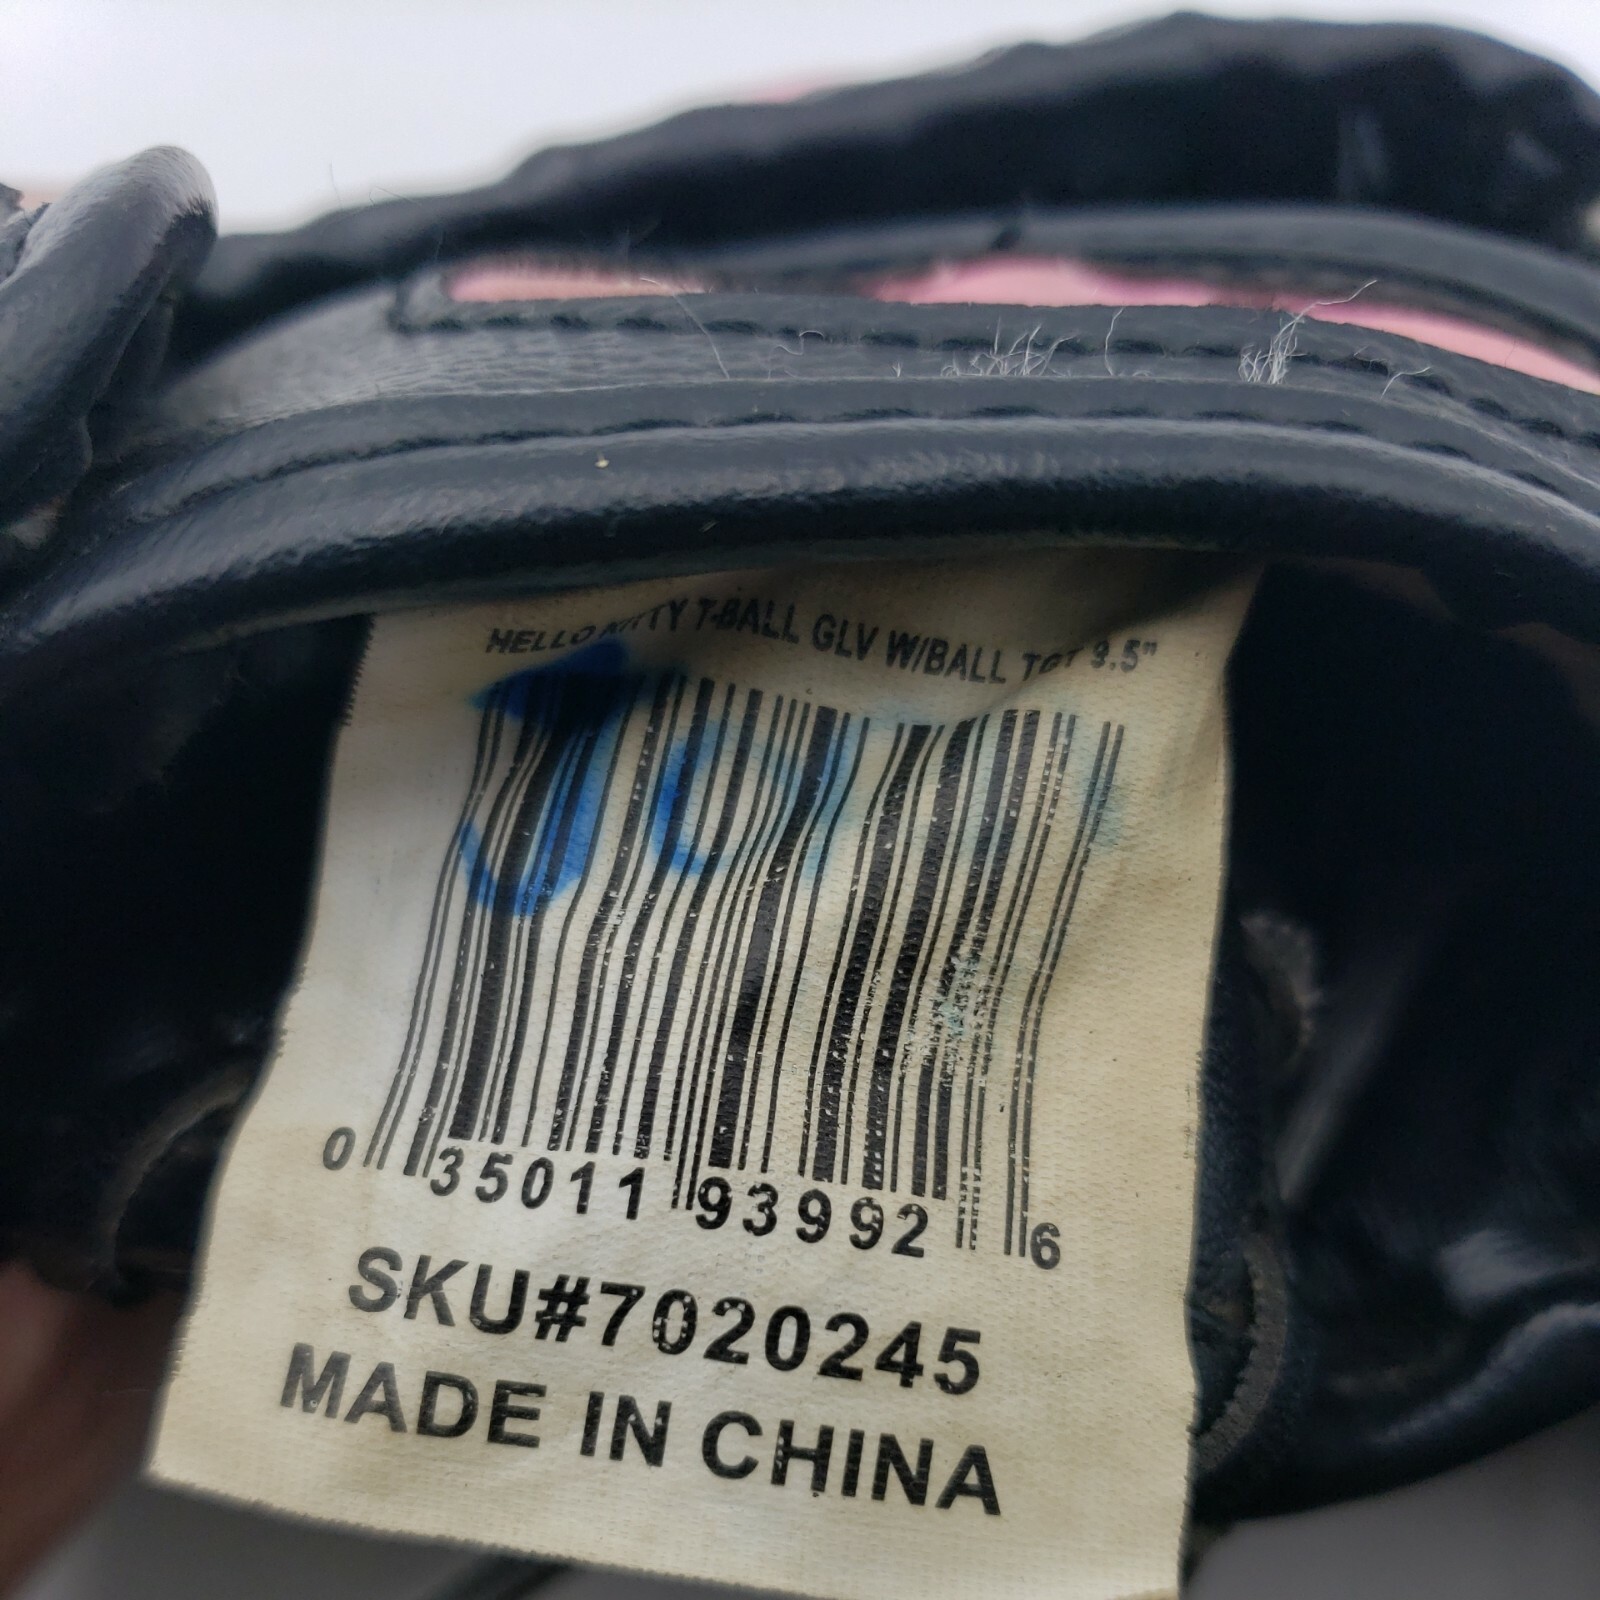 HELLO KITTY T-BALL GLV W/BALL TGT 9.5"
0 35011 93992 6
SKU#7020245
MADE IN CHINA